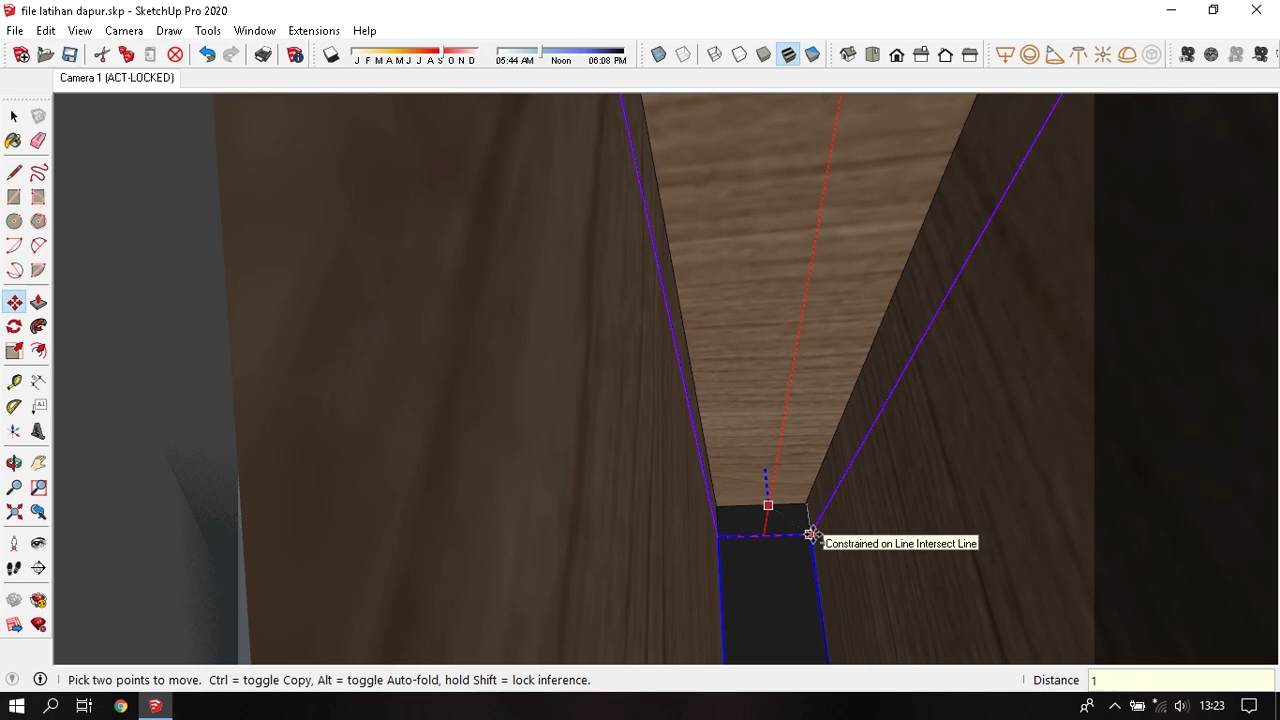 file latihan dapur.skp - SketchUp Pro 2020
File Edit View Camera Draw Tools Window Extensions Help
J F M A M J J A S O N D 05:44 AM Noon 06:08 PM
Camera 1 (ACT-LOCKED)
Constrained on Line Intersect Line
Pick two points to move. Ctrl = toggle Copy, Alt = toggle Auto-fold, hold Shift = lock inference. Distance 1
13:23